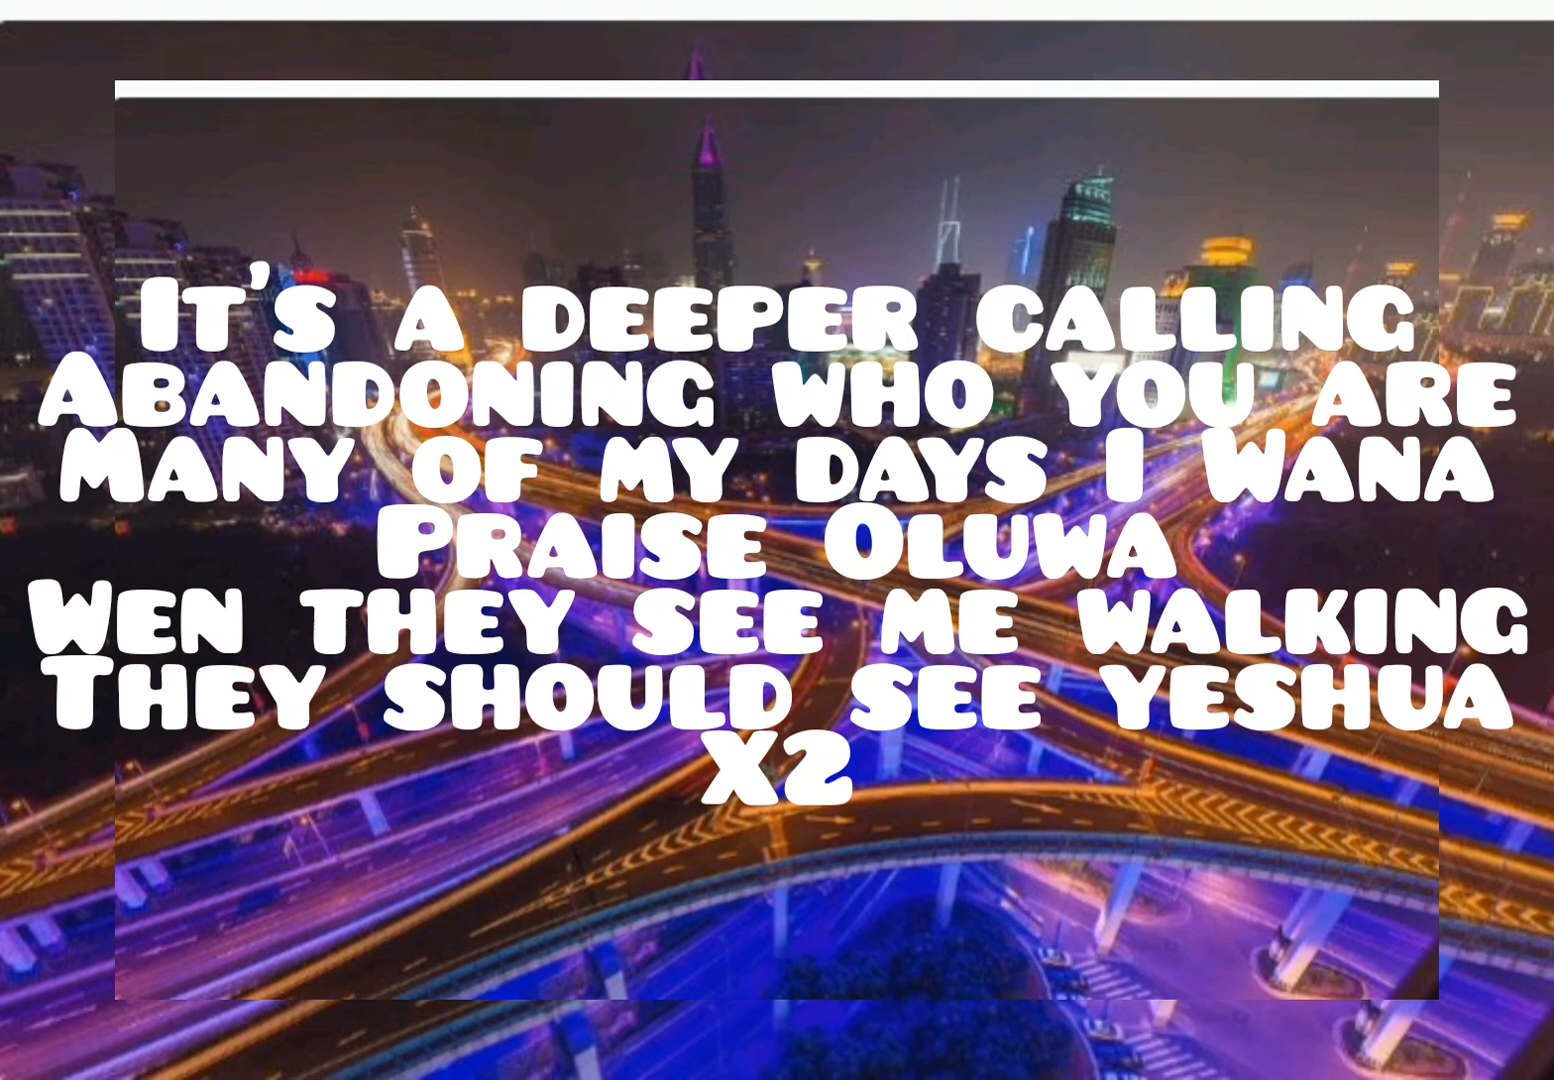 It's a deeper calling
Abandoning who you are
Many of my days I Wana
Praise Oluwa
Wen they see me walking
They should see yeshua
X2